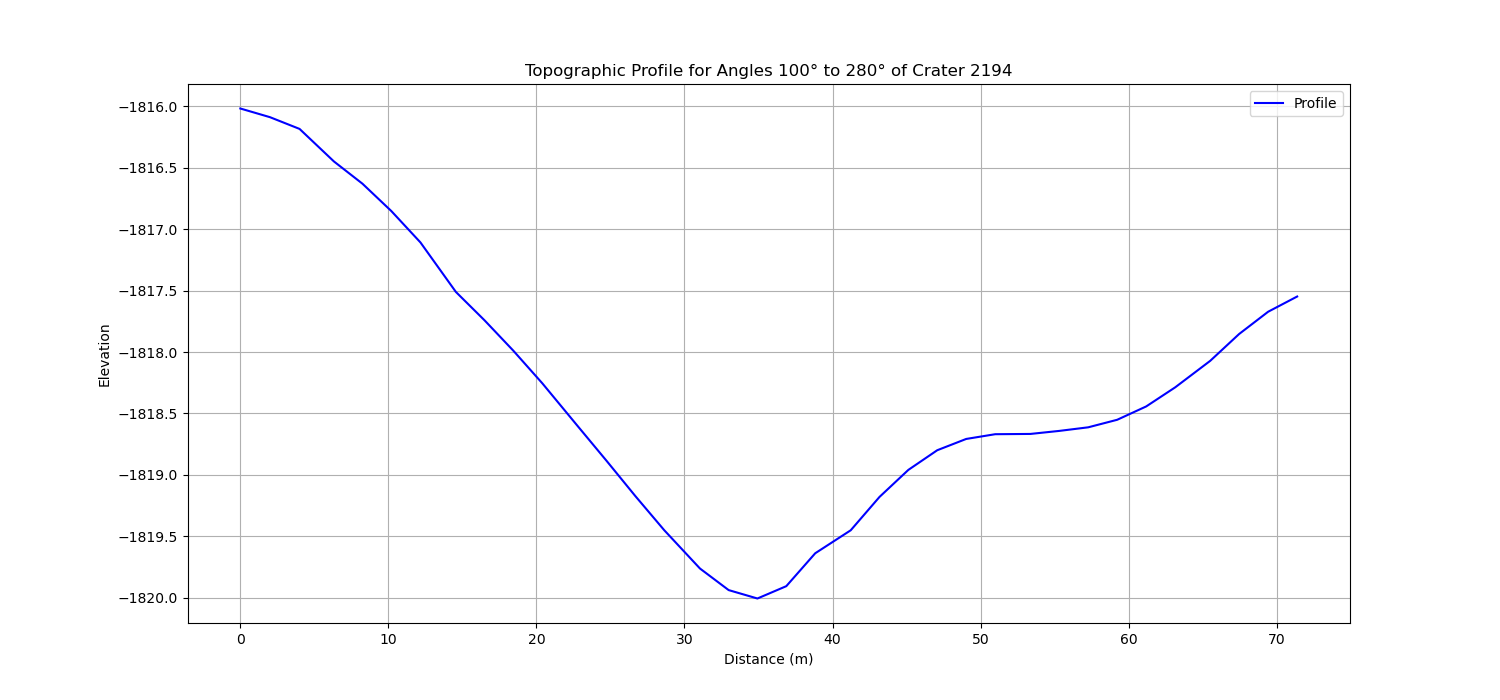 Topographic Profile for Angles 100° to 280° of Crater 2194
Profile
−1816.0
−1816.5
−1817.0
−1817.5
−1818.0
−1818.5
−1819.0
−1819.5
−1820.0
Elevation
0 10 20 30 40 50 60 70
Distance (m)